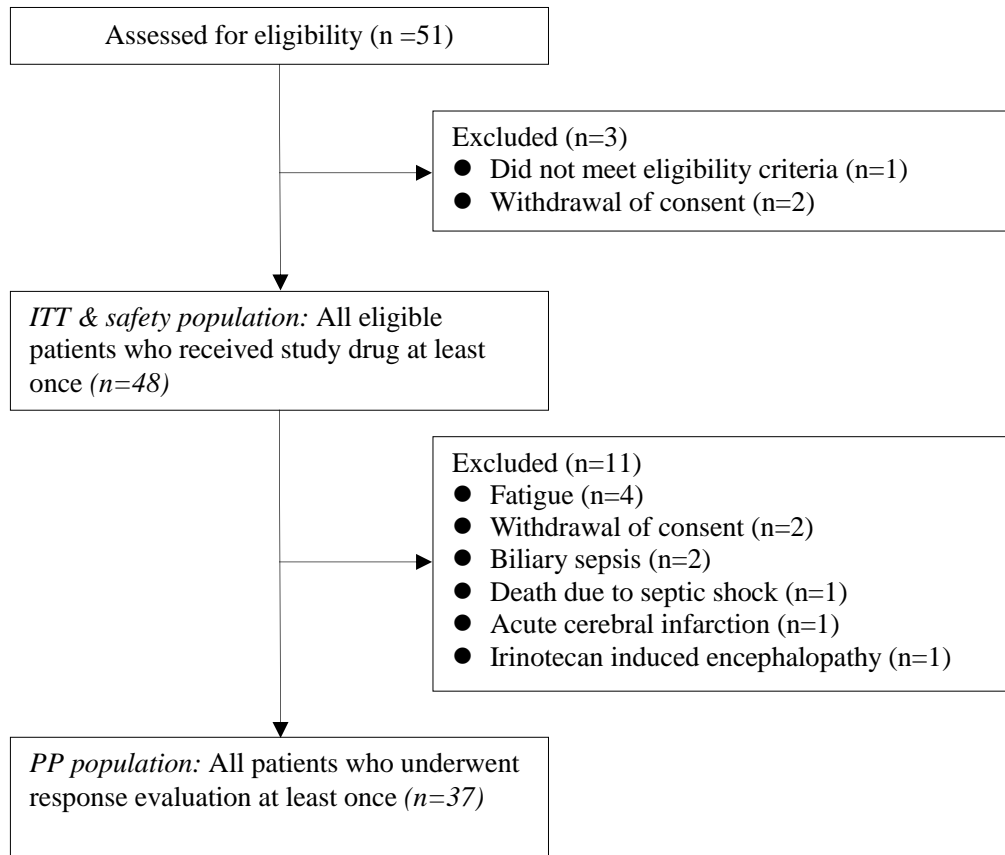 Assessed for eligibility (n =51)
Excluded (n=3)
● Did not meet eligibility criteria (n=1)
● Withdrawal of consent (n=2)
ITT & safety population: All eligible
patients who received study drug at least
once (n=48)
Excluded (n=11)
● Fatigue (n=4)
● Withdrawal of consent (n=2)
● Biliary sepsis (n=2)
● Death due to septic shock (n=1)
● Acute cerebral infarction (n=1)
● Irinotecan induced encephalopathy (n=1)
PP population: All patients who underwent
response evaluation at least once (n=37)